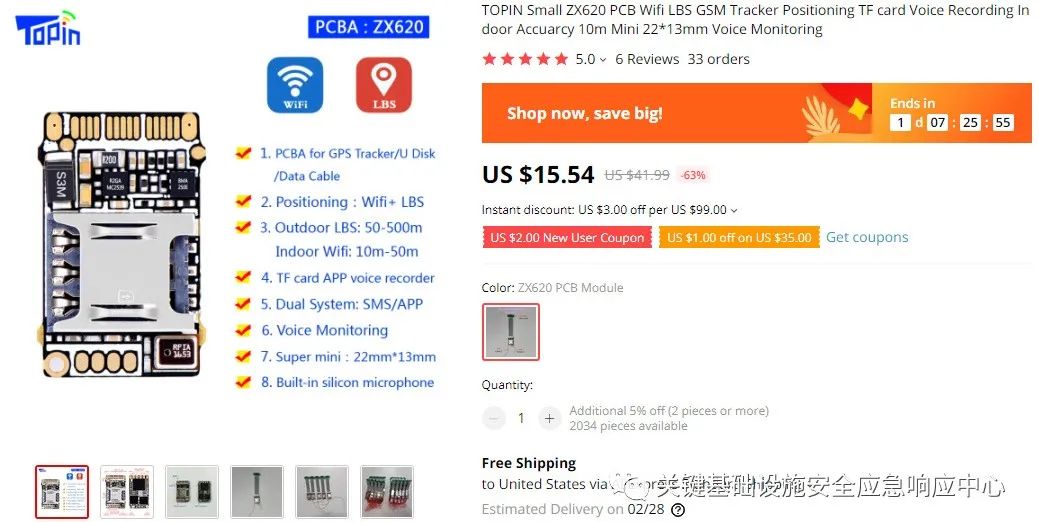 TOPIN
PCBA : ZX620
WiFi
LBS
R200
S3M
R2GA
MC2539
BMA
250E
RPIA
1653
1. PCBA for GPS Tracker/U Disk
/Data Cable
2. Positioning : Wifi+ LBS
3. Outdoor LBS: 50-500m
Indoor Wifi: 10m-50m
4. TF card APP voice recorder
5. Dual System: SMS/APP
6. Voice Monitoring
7. Super mini : 22mm*13mm
8. Built-in silicon microphone
TOPIN Small ZX620 PCB Wifi LBS GSM Tracker Positioning TF card Voice Recording In
door Accuarcy 10m Mini 22*13mm Voice Monitoring
5.0 6 Reviews 33 orders
Shop now, save big!
Ends in
1 d 07 : 25 : 55
US $15.54 US $41.99 -63%
Instant discount: US $3.00 off per US $99.00
US $2.00 New User Coupon US $1.00 off on US $35.00 Get coupons
Color: ZX620 PCB Module
Quantity:
1
Additional 5% off (2 pieces or more)
2034 pieces available
Free Shipping
to United States via
关键基础设施安全应急响应中心
Estimated Delivery on 02/28